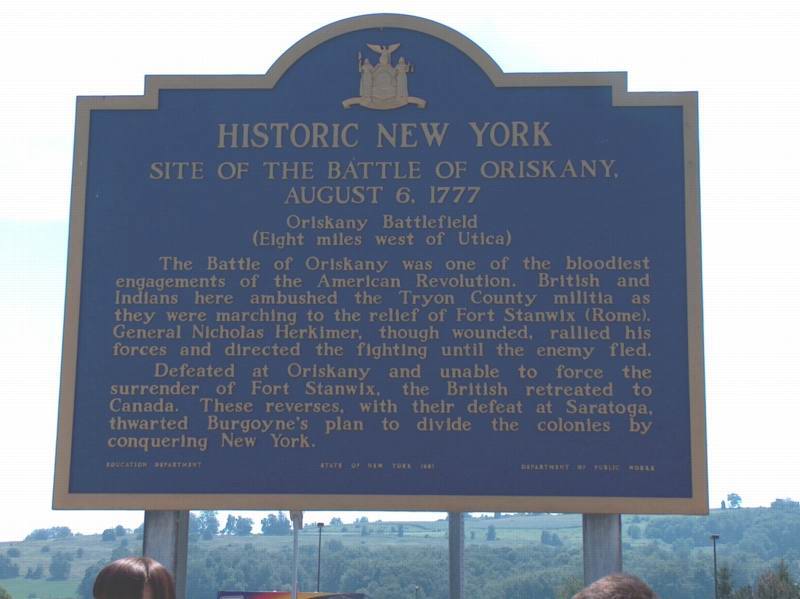 HISTORIC NEW YORK
SITE OF THE BATTLE OF ORISKANY,
AUGUST 6, 1777
Oriskany Battlefield
(Eight miles west of Utica)
The Battle of Oriskany was one of the bloodiest
engagements of the American Revolution. British and
Indians here ambushed the Tryon County militia as
they were marching to the relief of Fort Stanwix (Rome).
General Nicholas Herkimer, though wounded, rallied his
forces and directed the fighting until the enemy fled.
Defeated at Oriskany and unable to force the
surrender of Fort Stanwix, the British retreated to
Canada. These reverses, with their defeat at Saratoga,
thwarted Burgoyne's plan to divide the colonies by
conquering New York.
EDUCATION DEPARTMENT STATE OF NEW YORK DEPARTMENT OF PUBLIC WORKS